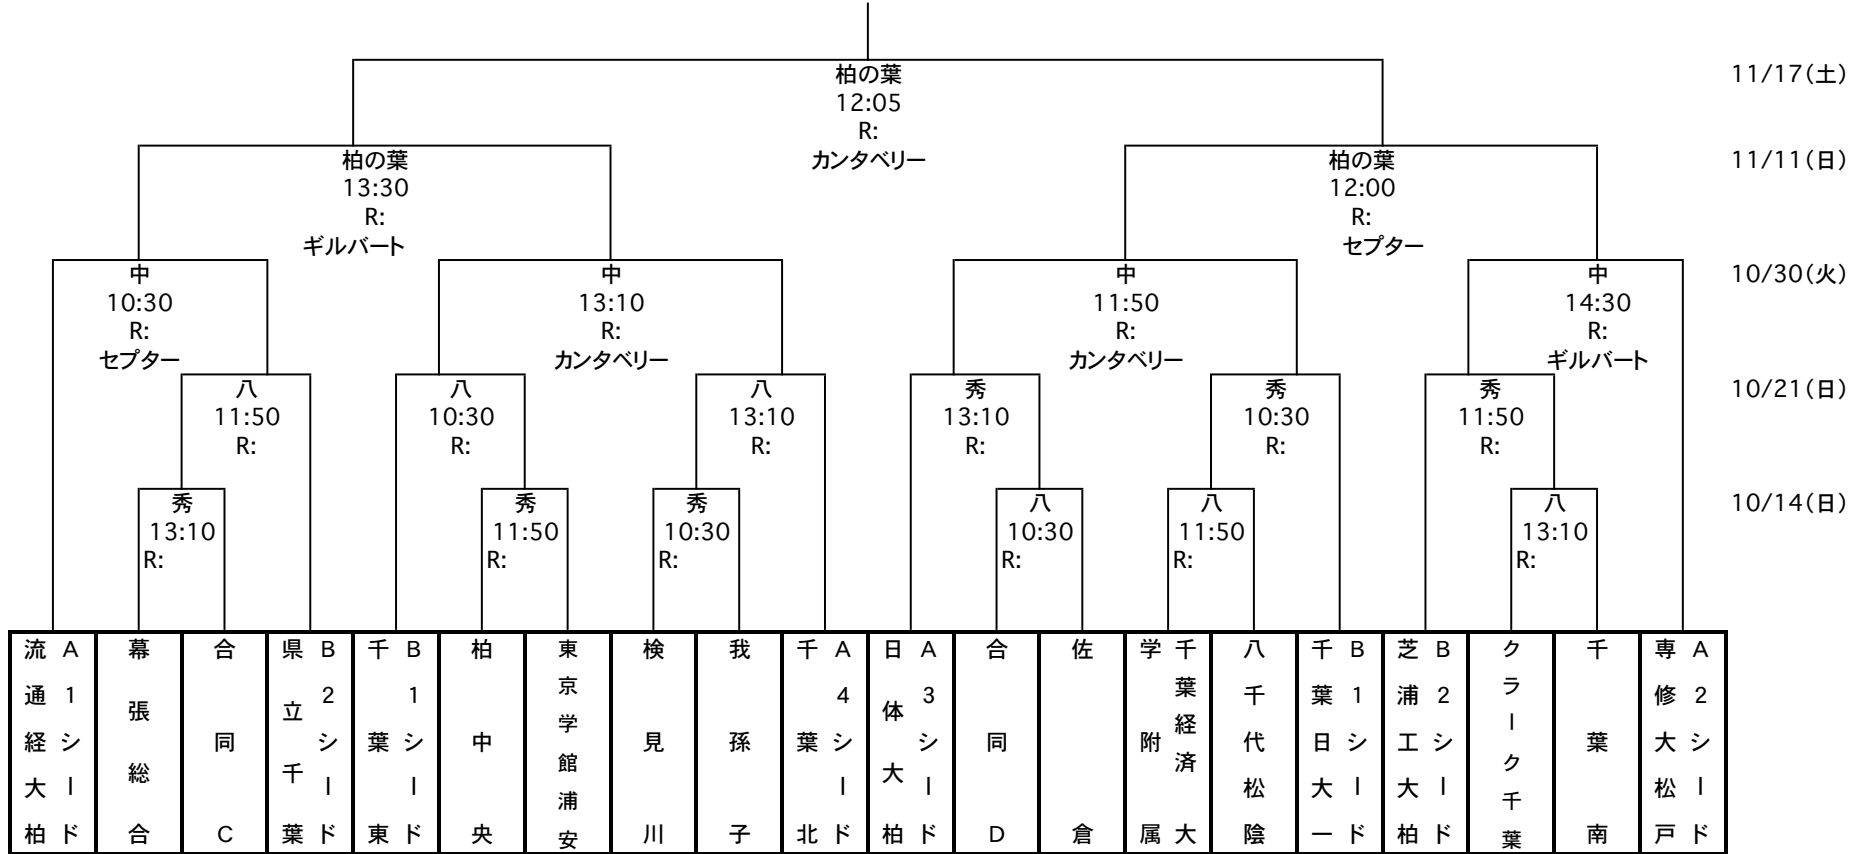 柏の葉
12:05
R:
カンタベリー
11/17(土)
柏の葉
13:30
R:
ギルバート
柏の葉
12:00
R:
セプター
11/11(日)
中
10:30
R:
セプター
中
13:10
R:
カンタベリー
中
11:50
R:
カンタベリー
中
14:30
R:
ギルバート
10/30(火)
八
11:50
R:
八
10:30
R:
八
13:10
R:
秀
13:10
R:
秀
10:30
R:
秀
11:50
R:
10/21(日)
秀
13:10
R:
秀
11:50
R:
秀
10:30
R:
八
10:30
R:
八
11:50
R:
八
13:10
R:
10/14(日)
A1シード
流通経大柏
幕張総合
合同C
B2シード
県立千葉
B1シード
千葉東
柏中央
東京学館浦安
検見川
我孫子
A4シード
千葉北
A3シード
日体大柏
合同D
佐倉
千葉経済大
学附属
八千代松陰
B1シード
千葉日大一
B2シード
芝浦工大柏
クラーク千葉
千葉南
A2シード
専修大松戸